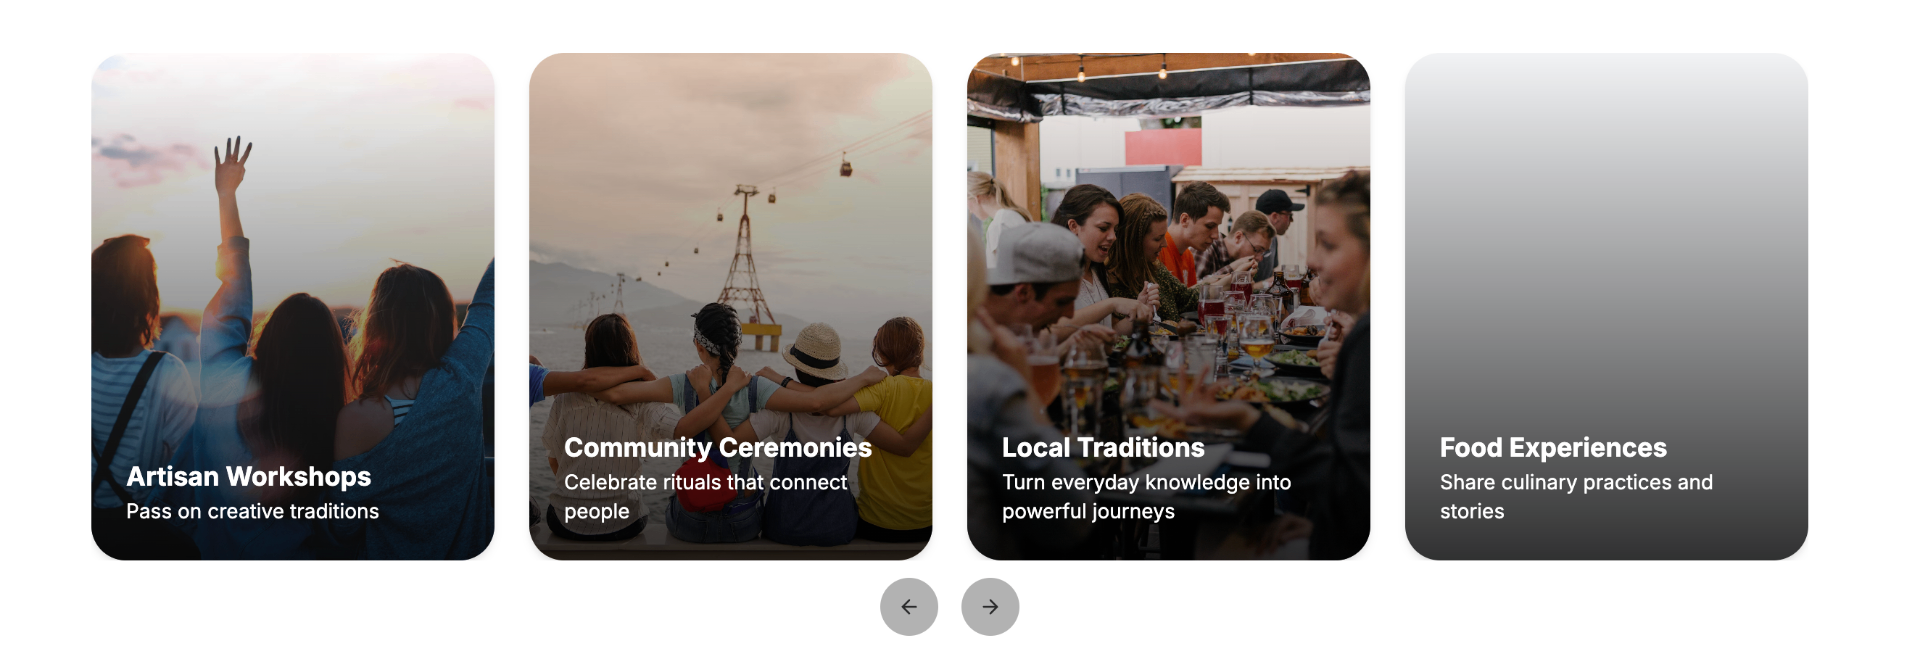 Artisan Workshops
Pass on creative traditions
Community Ceremonies
Celebrate rituals that connect
people
Local Traditions
Turn everyday knowledge into
powerful journeys
Food Experiences
Share culinary practices and
stories